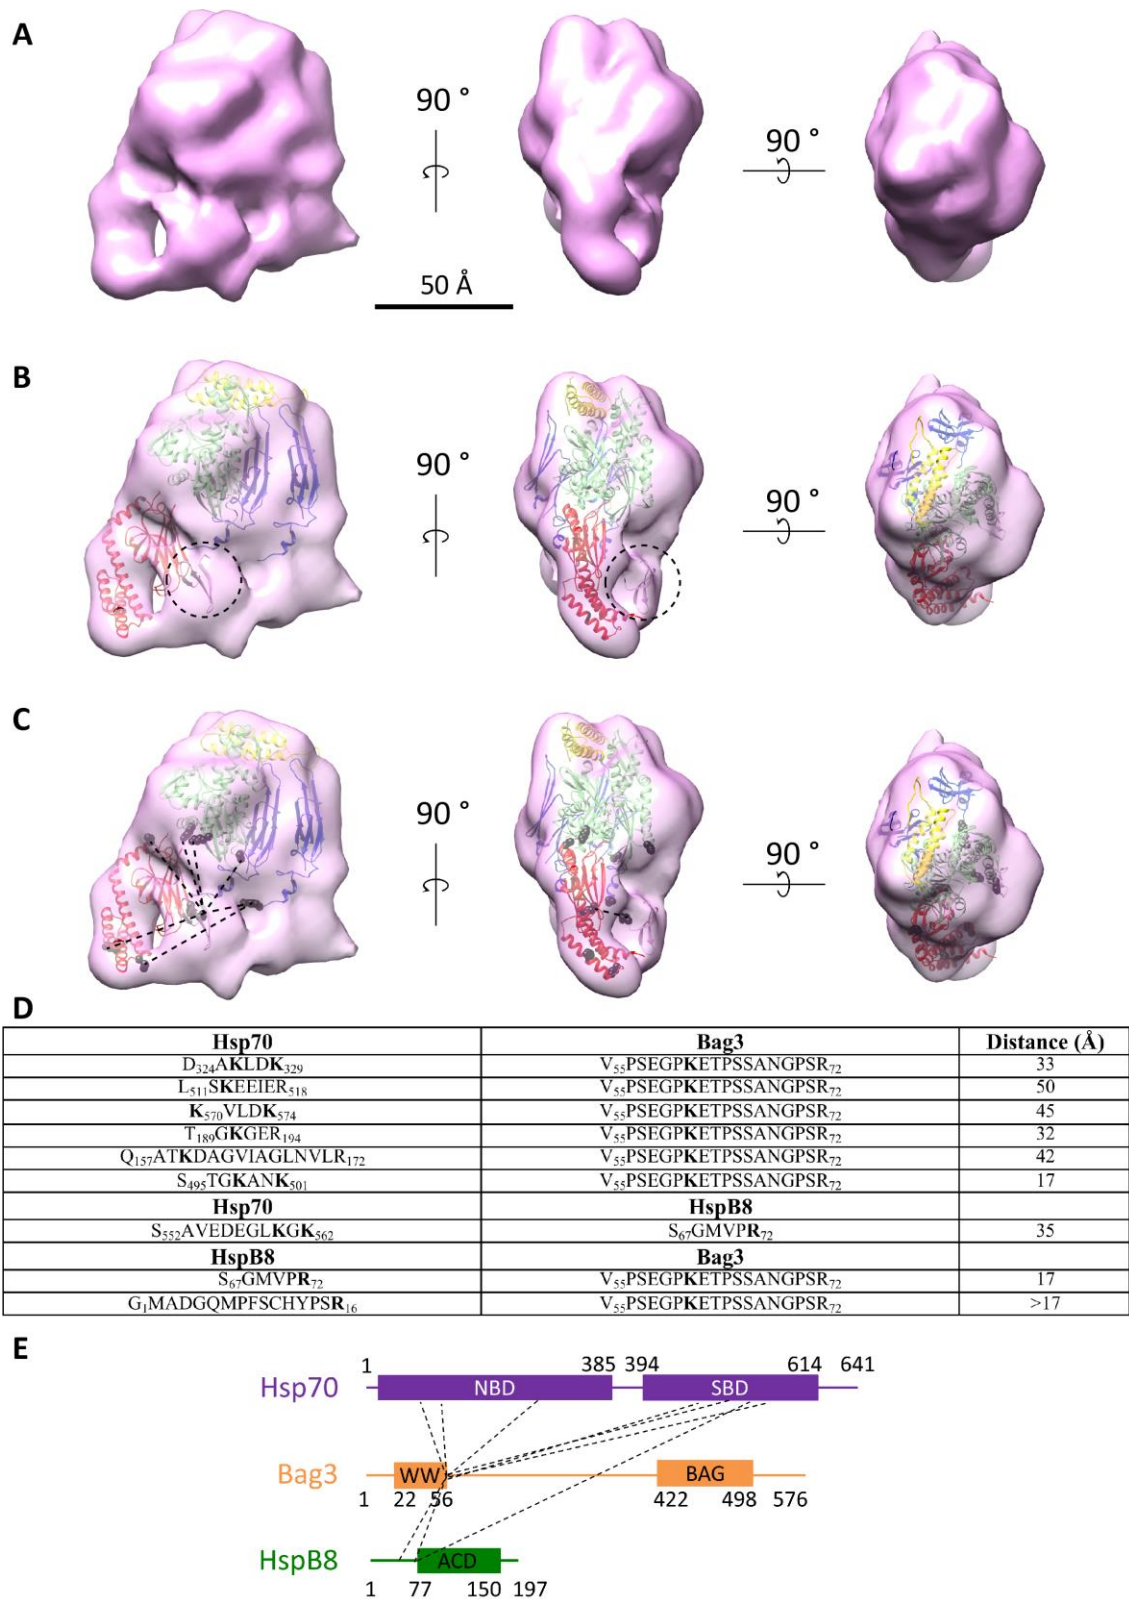 A
90 °
90 °
50 Å
B
90 °
90 °
C
90 °
90 °
D
Hsp70 Bag3 Distance (Å)
D324AKLDK329 V55PSEGPKETPSSANGPSR72 33
L511SKEEIER518 V55PSEGPKETPSSANGPSR72 50
K570VLDK574 V55PSEGPKETPSSANGPSR72 45
T189GKGER194 V55PSEGPKETPSSANGPSR72 32
Q157ATKDAGVIAGLNVLR172 V55PSEGPKETPSSANGPSR72 42
S495TGKANK501 V55PSEGPKETPSSANGPSR72 17
Hsp70 HspB8
S552AVEDEGLKGK562 S67GMVPR72 35
HspB8 Bag3
S67GMVPR72 V55PSEGPKETPSSANGPSR72 17
G1MADGQMPFSCHYPSR16 V55PSEGPKETPSSANGPSR72 >17
E
1 385 394 614 641
Hsp70 NBD SBD
Bag3 WW BAG
1 22 56 422 498 576
HspB8 ACD
1 77 150 197